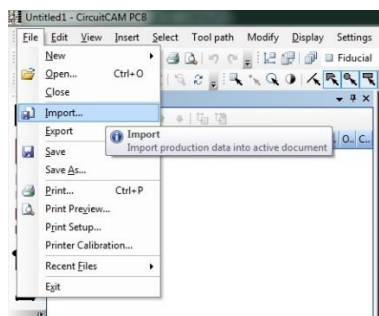 Untitled1 - CircuitCAM PCB
File Edit View Insert Select Tool path Modify Display Settings
New
Fiducial
Open... Ctrl+O
Close
Import...
Export
Import
Import production data into active document
O.. C..
Save
Save As...
Print... Ctrl+P
Print Preview...
Print Setup...
Printer Calibration...
Recent Files
Exit